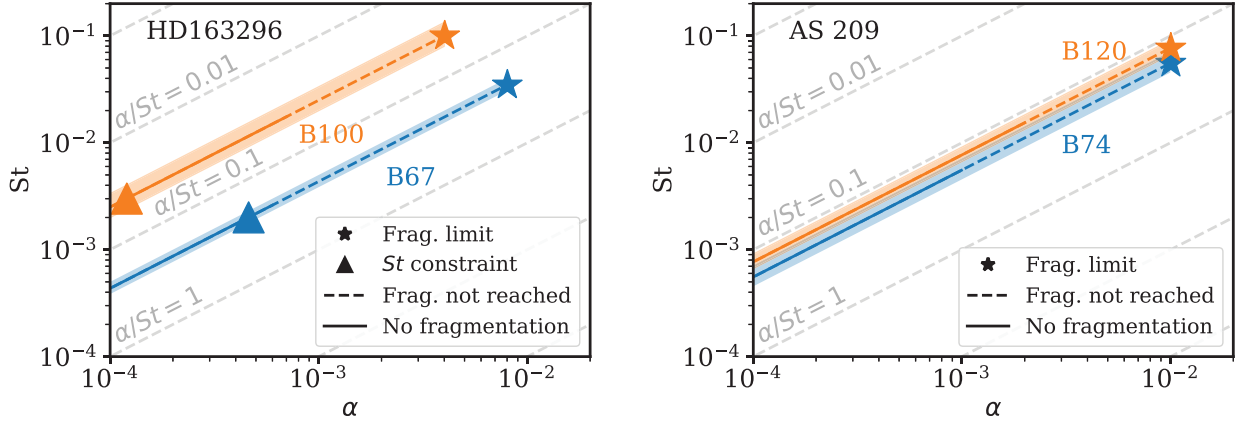 HD163296
10⁻¹
10⁻²
10⁻³
10⁻⁴
St
α/St = 0.01
α/St = 0.1
α/St = 1
B100
B67
Frag. limit
St constraint
Frag. not reached
No fragmentation
10⁻⁴
10⁻³
10⁻²
α
AS 209
10⁻¹
10⁻²
10⁻³
10⁻⁴
St
α/St = 0.01
α/St = 0.1
α/St = 1
B120
B74
Frag. limit
Frag. not reached
No fragmentation
10⁻⁴
10⁻³
10⁻²
α